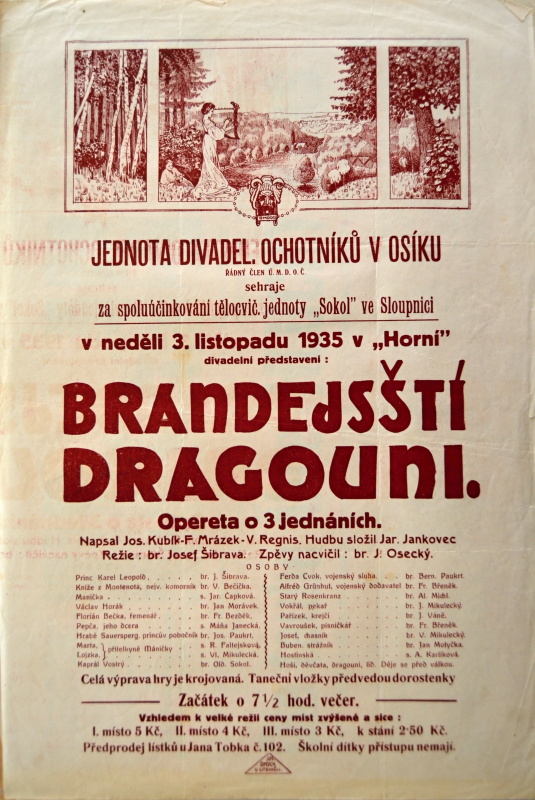 JEDNOTA DIVADEL. OCHOTNÍKŮ V OSÍKU
ŘÁDNÝ ČLEN Ú. M. D. O. Č.
sehraje
za spoluúčinkování tělocvič. jednoty „Sokol" ve Sloupnici
v neděli 3. listopadu 1935 v „Horní"
divadelní představení :
BRANDEJSŠTÍ
DRAGOUNI.
Opereta o 3 jednáních.
Napsal Jos. Kubík-F. Mrázek-V. Regnis. Hudbu složil Jar. Jankovec
Režie : br. Josef Šibrava. Zpěvy nacvičil : br. J. Osecký.
OSOBY
Princ Karel Leopold . . . . br. J. Šibrava.
Kníže z Montenota, nejv. komorník br. V. Bečička.
Manička . . . . s. Jar. Čapková.
Václav Horák . . . . br. Jan Morávek.
Florián Bečka, řemenář . . . br. Fr. Bezděk.
Pepča, jeho dcera . . . . s. Máňa Janecká.
Hrabě Sauersperg, princův pobočník br. Jos. Paukrt.
Marta, přítelkyně Máničky . . s. R. Faltejsková.
Lojzka, . . s. Vl. Mikulecká.
Kaprál Vostrý . . . . br. Old. Sokol.
Ferda Cvok, vojenský sluha . br. Bern. Paukrt.
Alfréd Grünhut, vojenský dodavatel br. Fr. Břeněk.
Starý Rosenkranz . . . br. Al. Michl.
Vokřál, pekař . . . . br. J. Mikulecký.
Pařízek, krejčí . . . . br. J. Váně.
Vavroušek, písničkář . . . br. Fr. Břeněk.
Josef, chasník . . . . br. V. Mikulecký.
Buben, strážník . . . . br. Jan Motyčka.
Hostinská . . . . s. A. Karlíková.
Hoši, děvčata, dragouni, lid. Děje se před válkou.
Celá výprava hry je krojovaná. Taneční vložky předvedou dorostenky
Začátek o 7½ hod. večer.
Vzhledem k velké režii ceny míst zvýšené a sice :
I. místo 5 Kč, II. místo 4 Kč, III. místo 3 Kč, k stání 2·50 Kč.
Předprodej lístků u Jana Tobka č. 102. Školní dítky přístupu nemají.